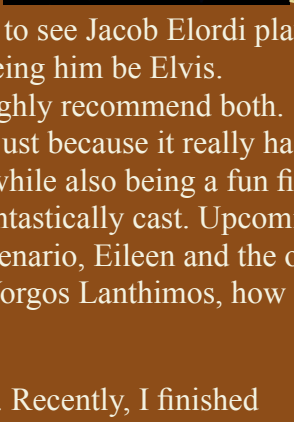 to see Jacob Elordi pla
eing him be Elvis.
ghly recommend both.
ust because it really ha
while also being a fun fi
ntastically cast. Upcomi
enario, Eileen and the o
Yorgos Lanthimos, how
. Recently, I finished